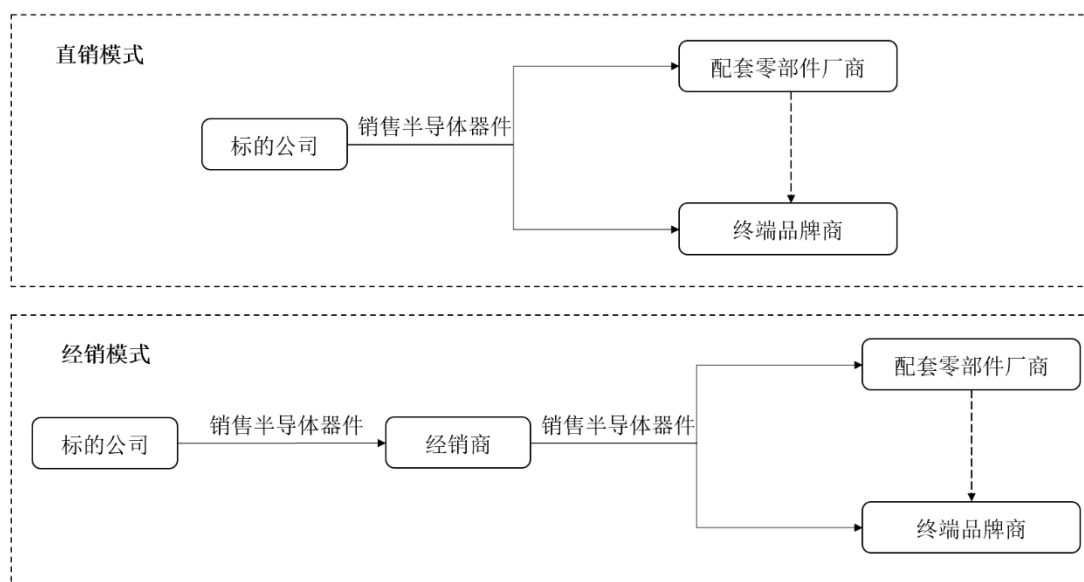 直销模式
配套零部件厂商
销售半导体器件
标的公司
终端品牌商
经销模式
配套零部件厂商
销售半导体器件
销售半导体器件
标的公司
经销商
终端品牌商